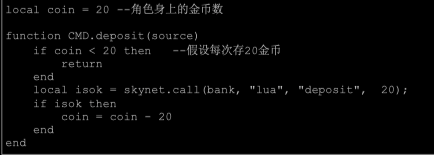 local coin = 20 --角色身上的金币数
function CMD.deposit(source)
    if coin < 20 then   --假设每次存20金币
        return
    end
    local isok = skynet.call(bank, "lua", "deposit",  20);
    if isok then
        coin = coin - 20
    end
end